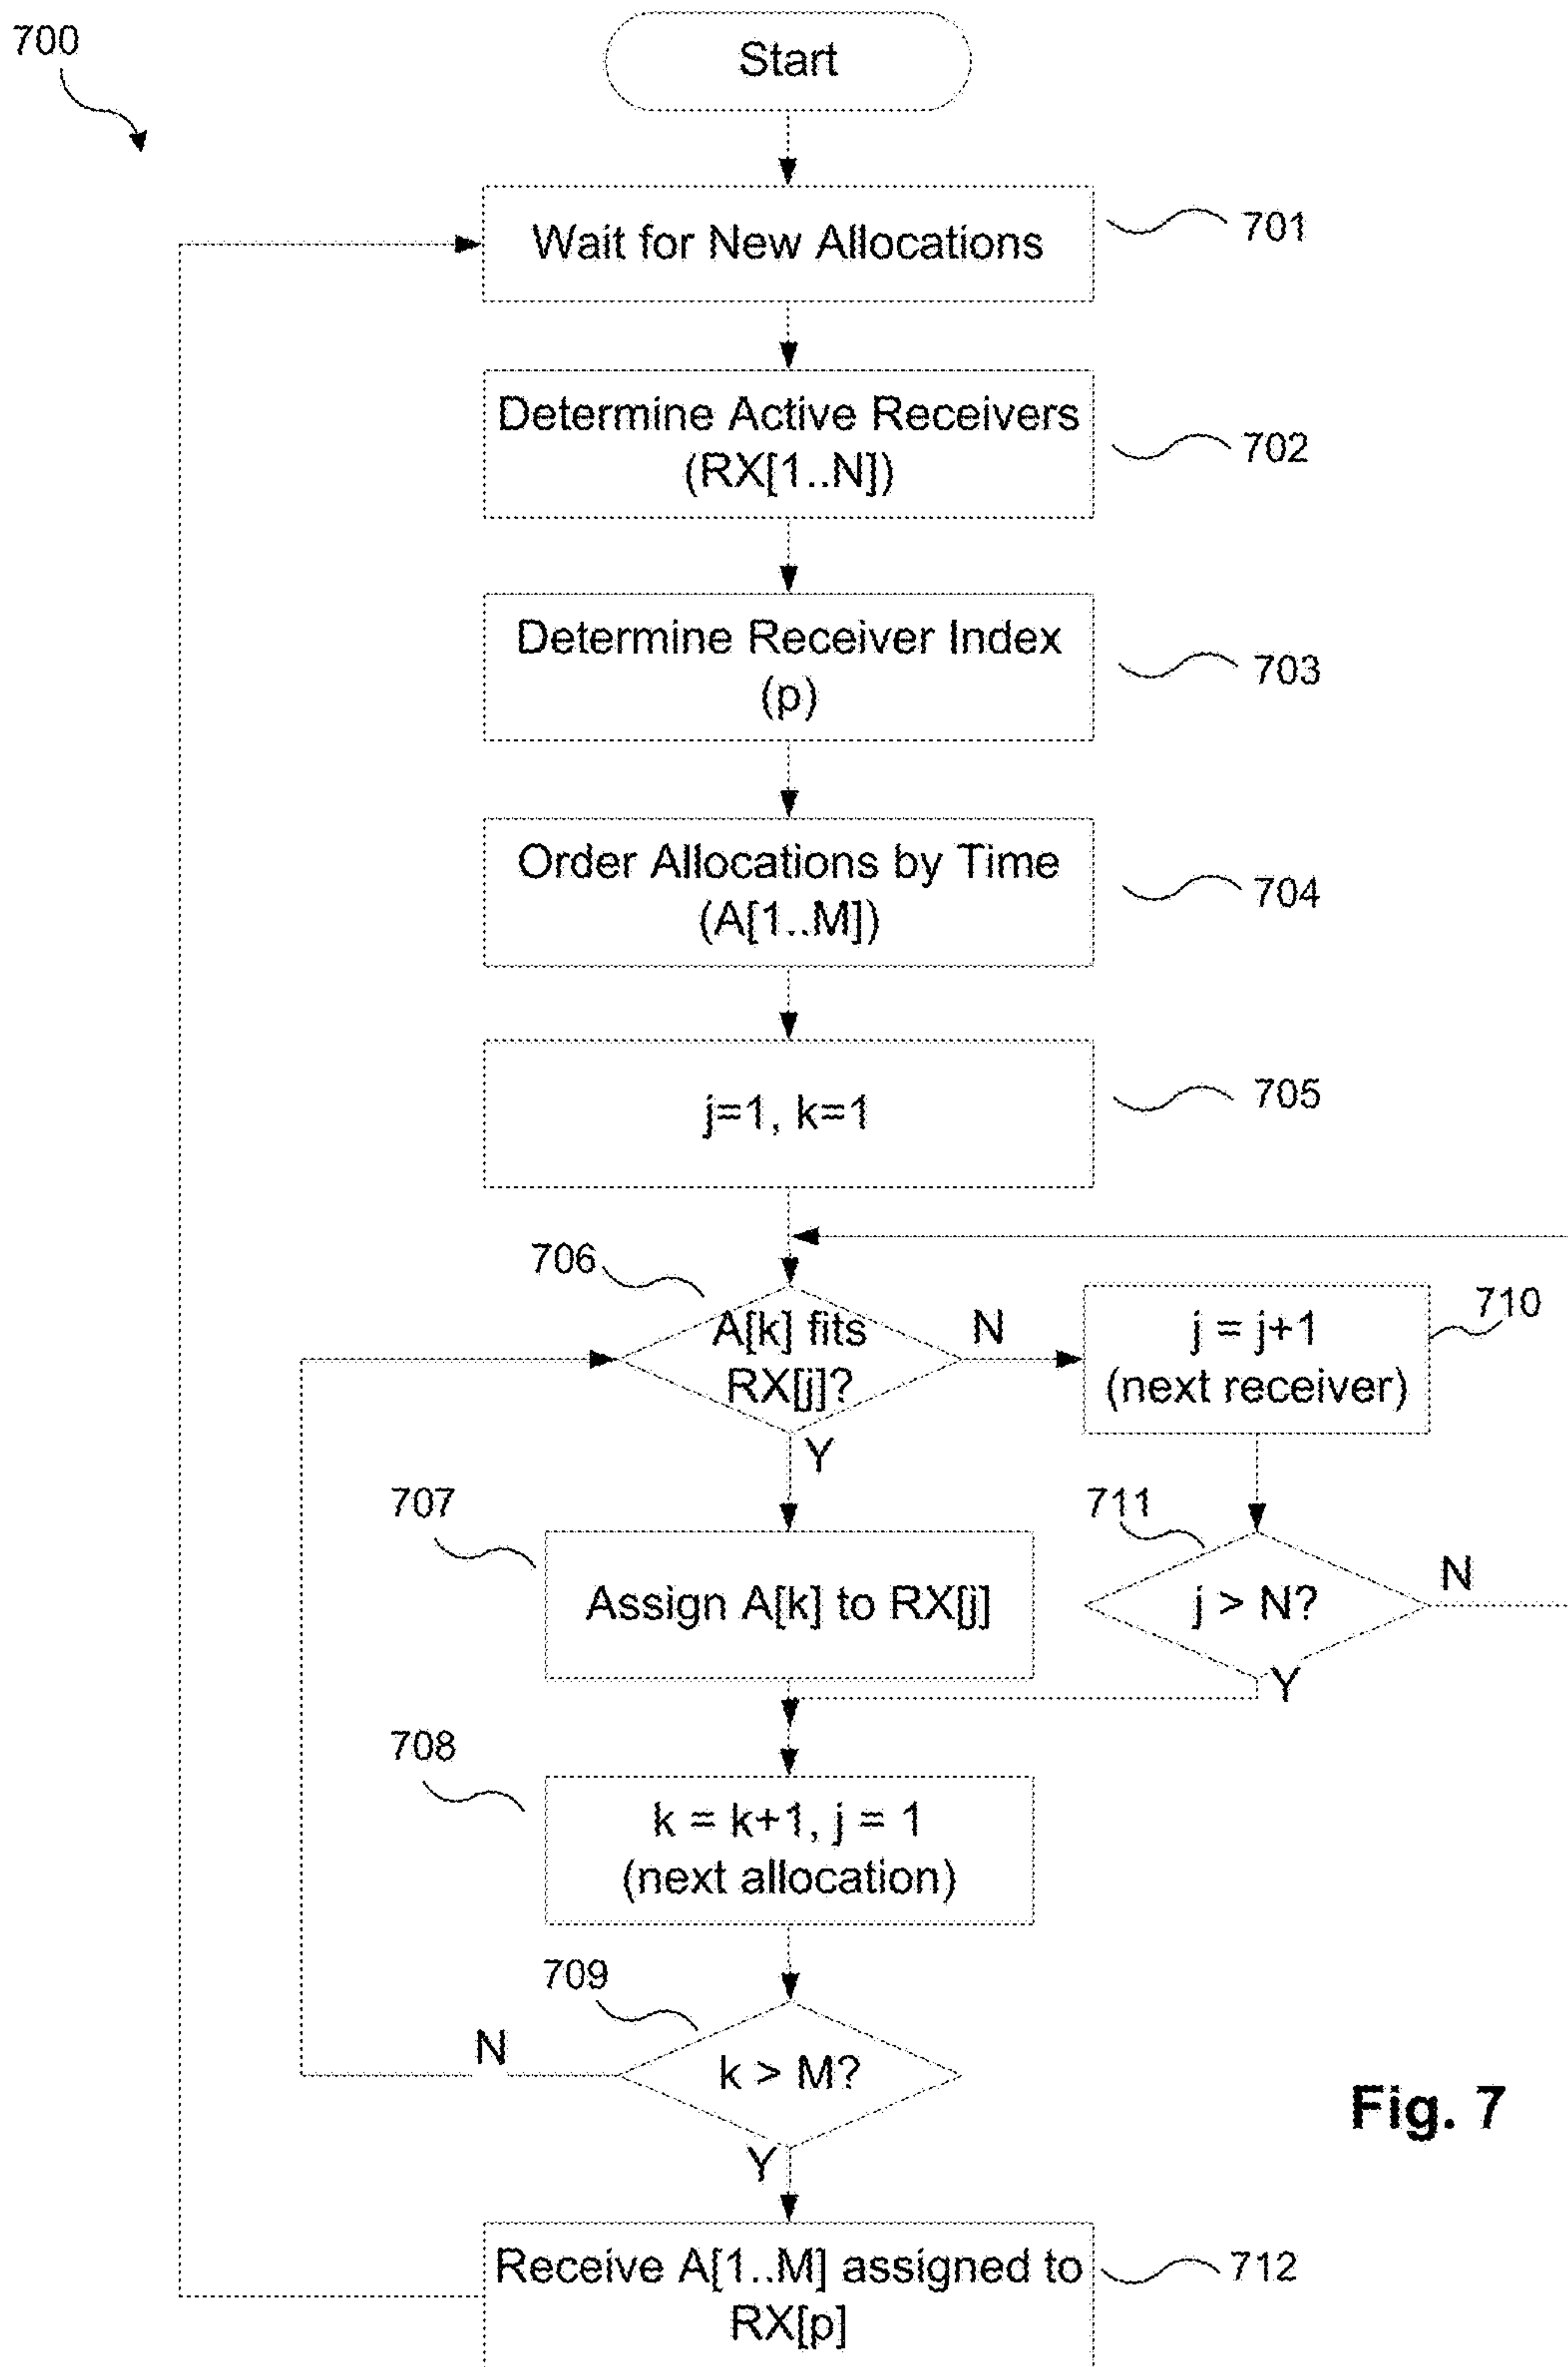 700
Start
Wait for New Allocations
701
Determine Active Receivers
(RX[1..N])
702
Determine Receiver Index
(p)
703
Order Allocations by Time
(A[1..M])
704
j=1, k=1
705
706
A[k] fits
RX[j]?
N
Y
j = j+1
(next receiver)
710
707
Assign A[k] to RX[j]
711
j > N?
N
Y
708
k = k+1, j = 1
(next allocation)
709
k > M?
N
Y
Fig. 7
Receive A[1..M] assigned to
RX[p]
712